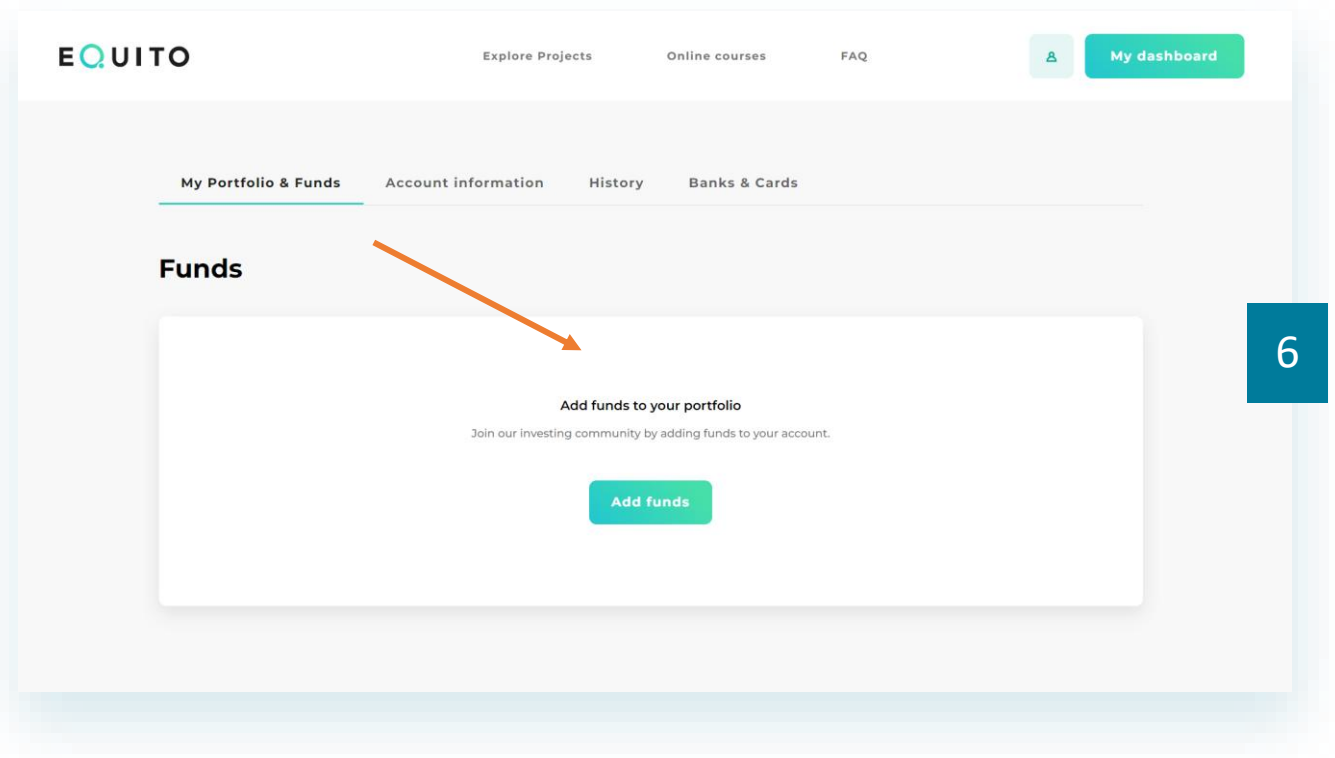 EQUITO
Explore Projects
Online courses
FAQ
My dashboard
My Portfolio & Funds
Account information
History
Banks & Cards
Funds
6
Add funds to your portfolio
Join our investing community by adding funds to your account.
Add funds